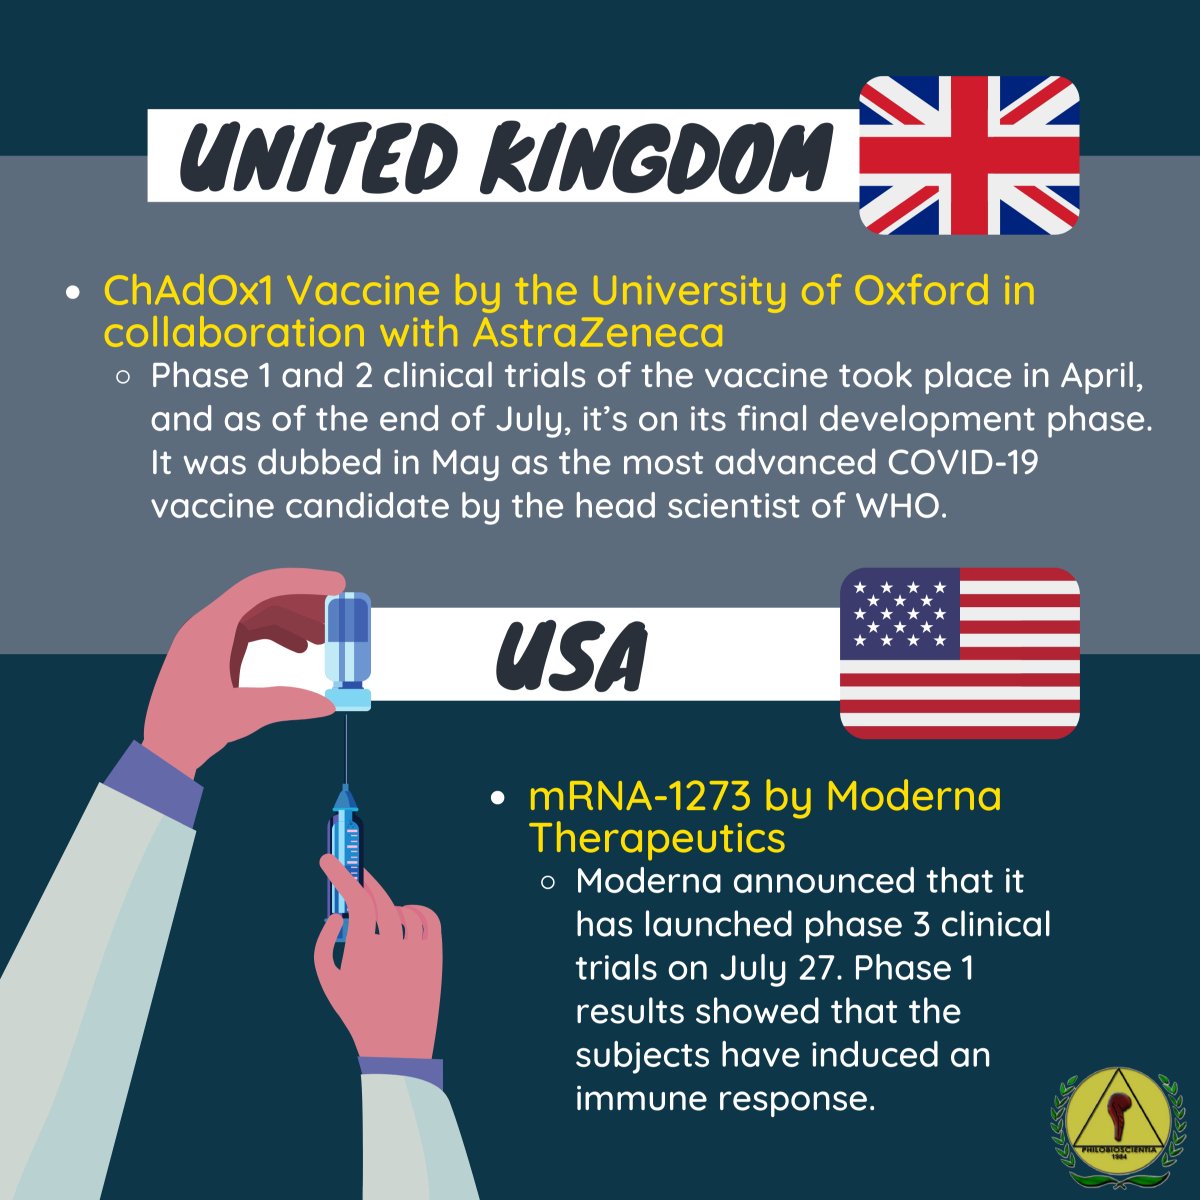 UNITED KINGDOM
• ChAdOx1 Vaccine by the University of Oxford in
collaboration with AstraZeneca
◦ Phase 1 and 2 clinical trials of the vaccine took place in April,
and as of the end of July, it’s on its final development phase.
It was dubbed in May as the most advanced COVID-19
vaccine candidate by the head scientist of WHO.
USA
• mRNA-1273 by Moderna
Therapeutics
◦ Moderna announced that it
has launched phase 3 clinical
trials on July 27. Phase 1
results showed that the
subjects have induced an
immune response.
PHILOBIOSCIENTIA
1984